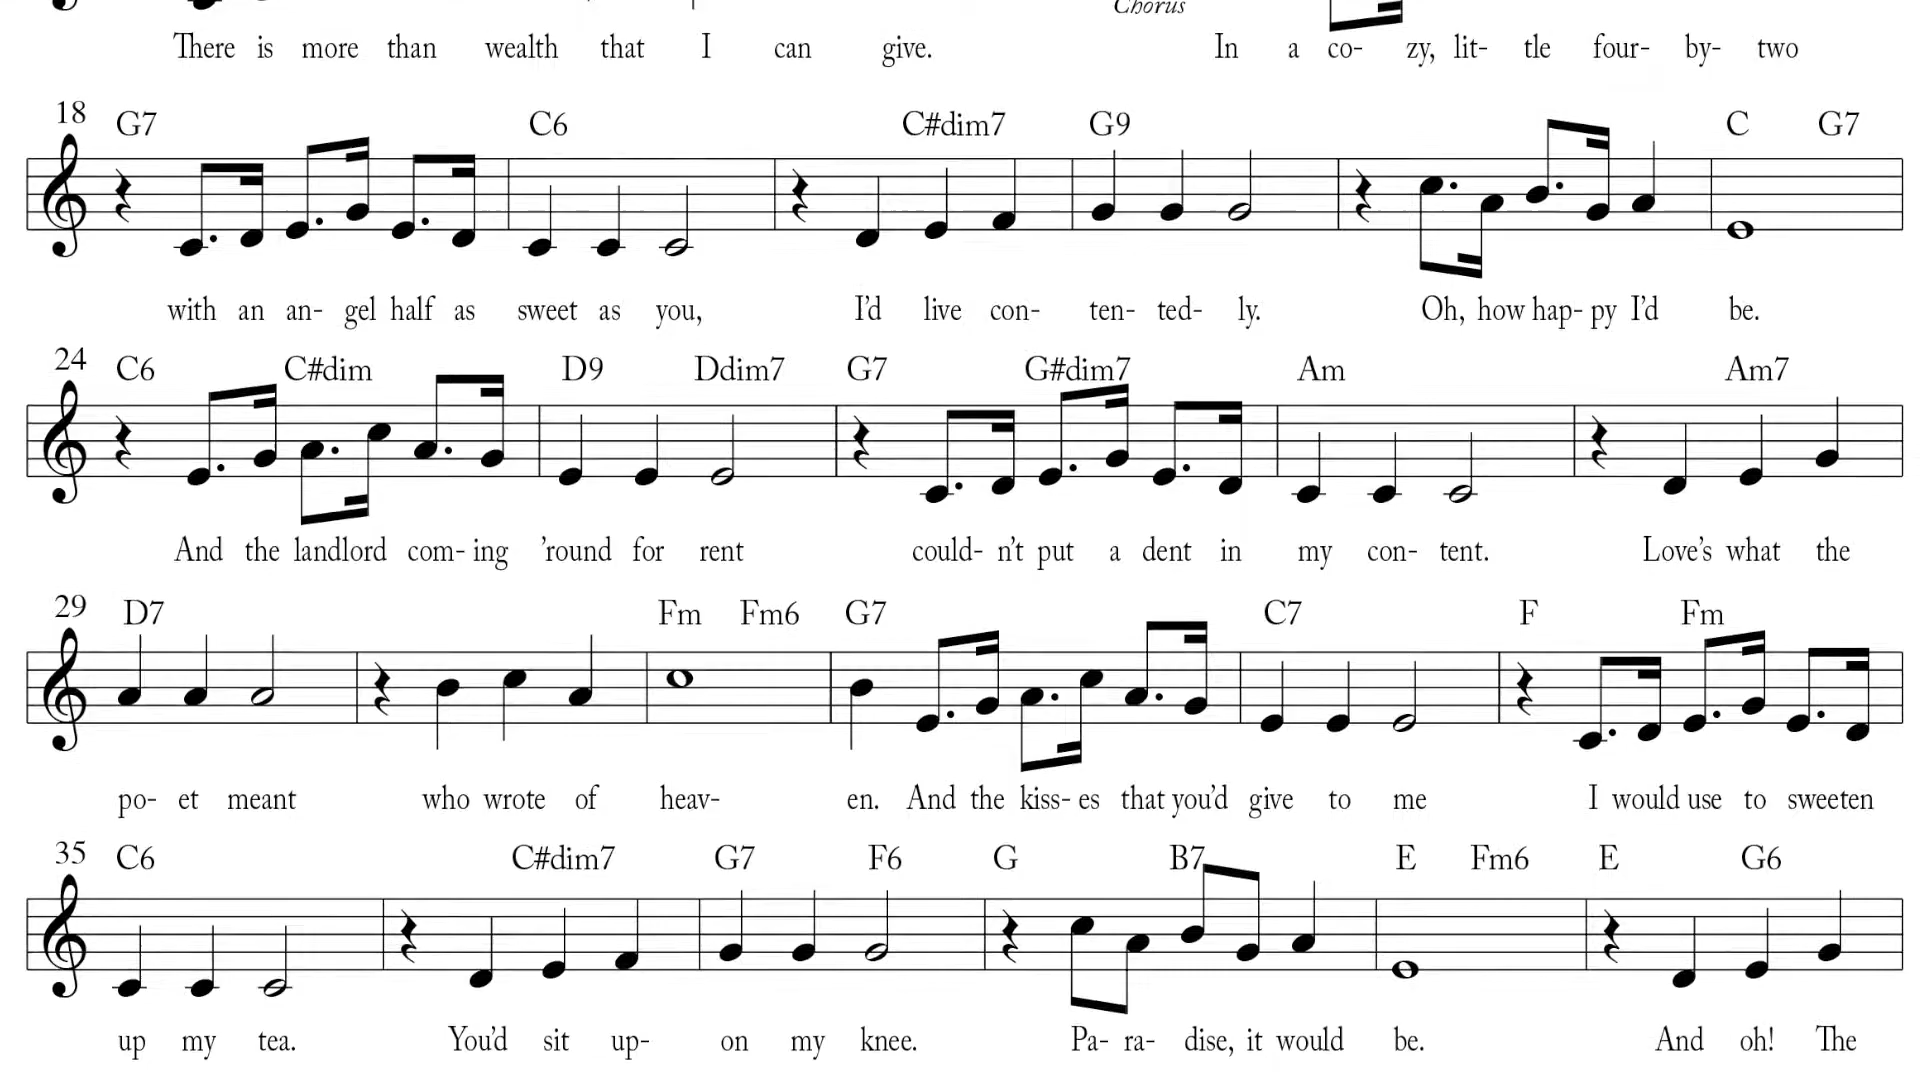 Chorus
There is more than wealth that I can give. In a co- zy, lit- tle four- by- two
18 G7 C6 C#dim7 G9 C G7
with an an- gel half as sweet as you, I'd live con- ten- ted- ly. Oh, how hap- py I'd be.
24 C6 C#dim D9 Ddim7 G7 G#dim7 Am Am7
And the landlord com- ing ’round for rent could- n't put a dent in my con- tent. Love's what the
29 D7 Fm Fm6 G7 C7 F Fm
po- et meant who wrote of heav- en. And the kiss- es that you'd give to me I would use to sweeten
35 C6 C#dim7 G7 F6 G B7 E Fm6 E G6
up my tea. You'd sit up- on my knee. Pa- ra- dise, it would be. And oh! The